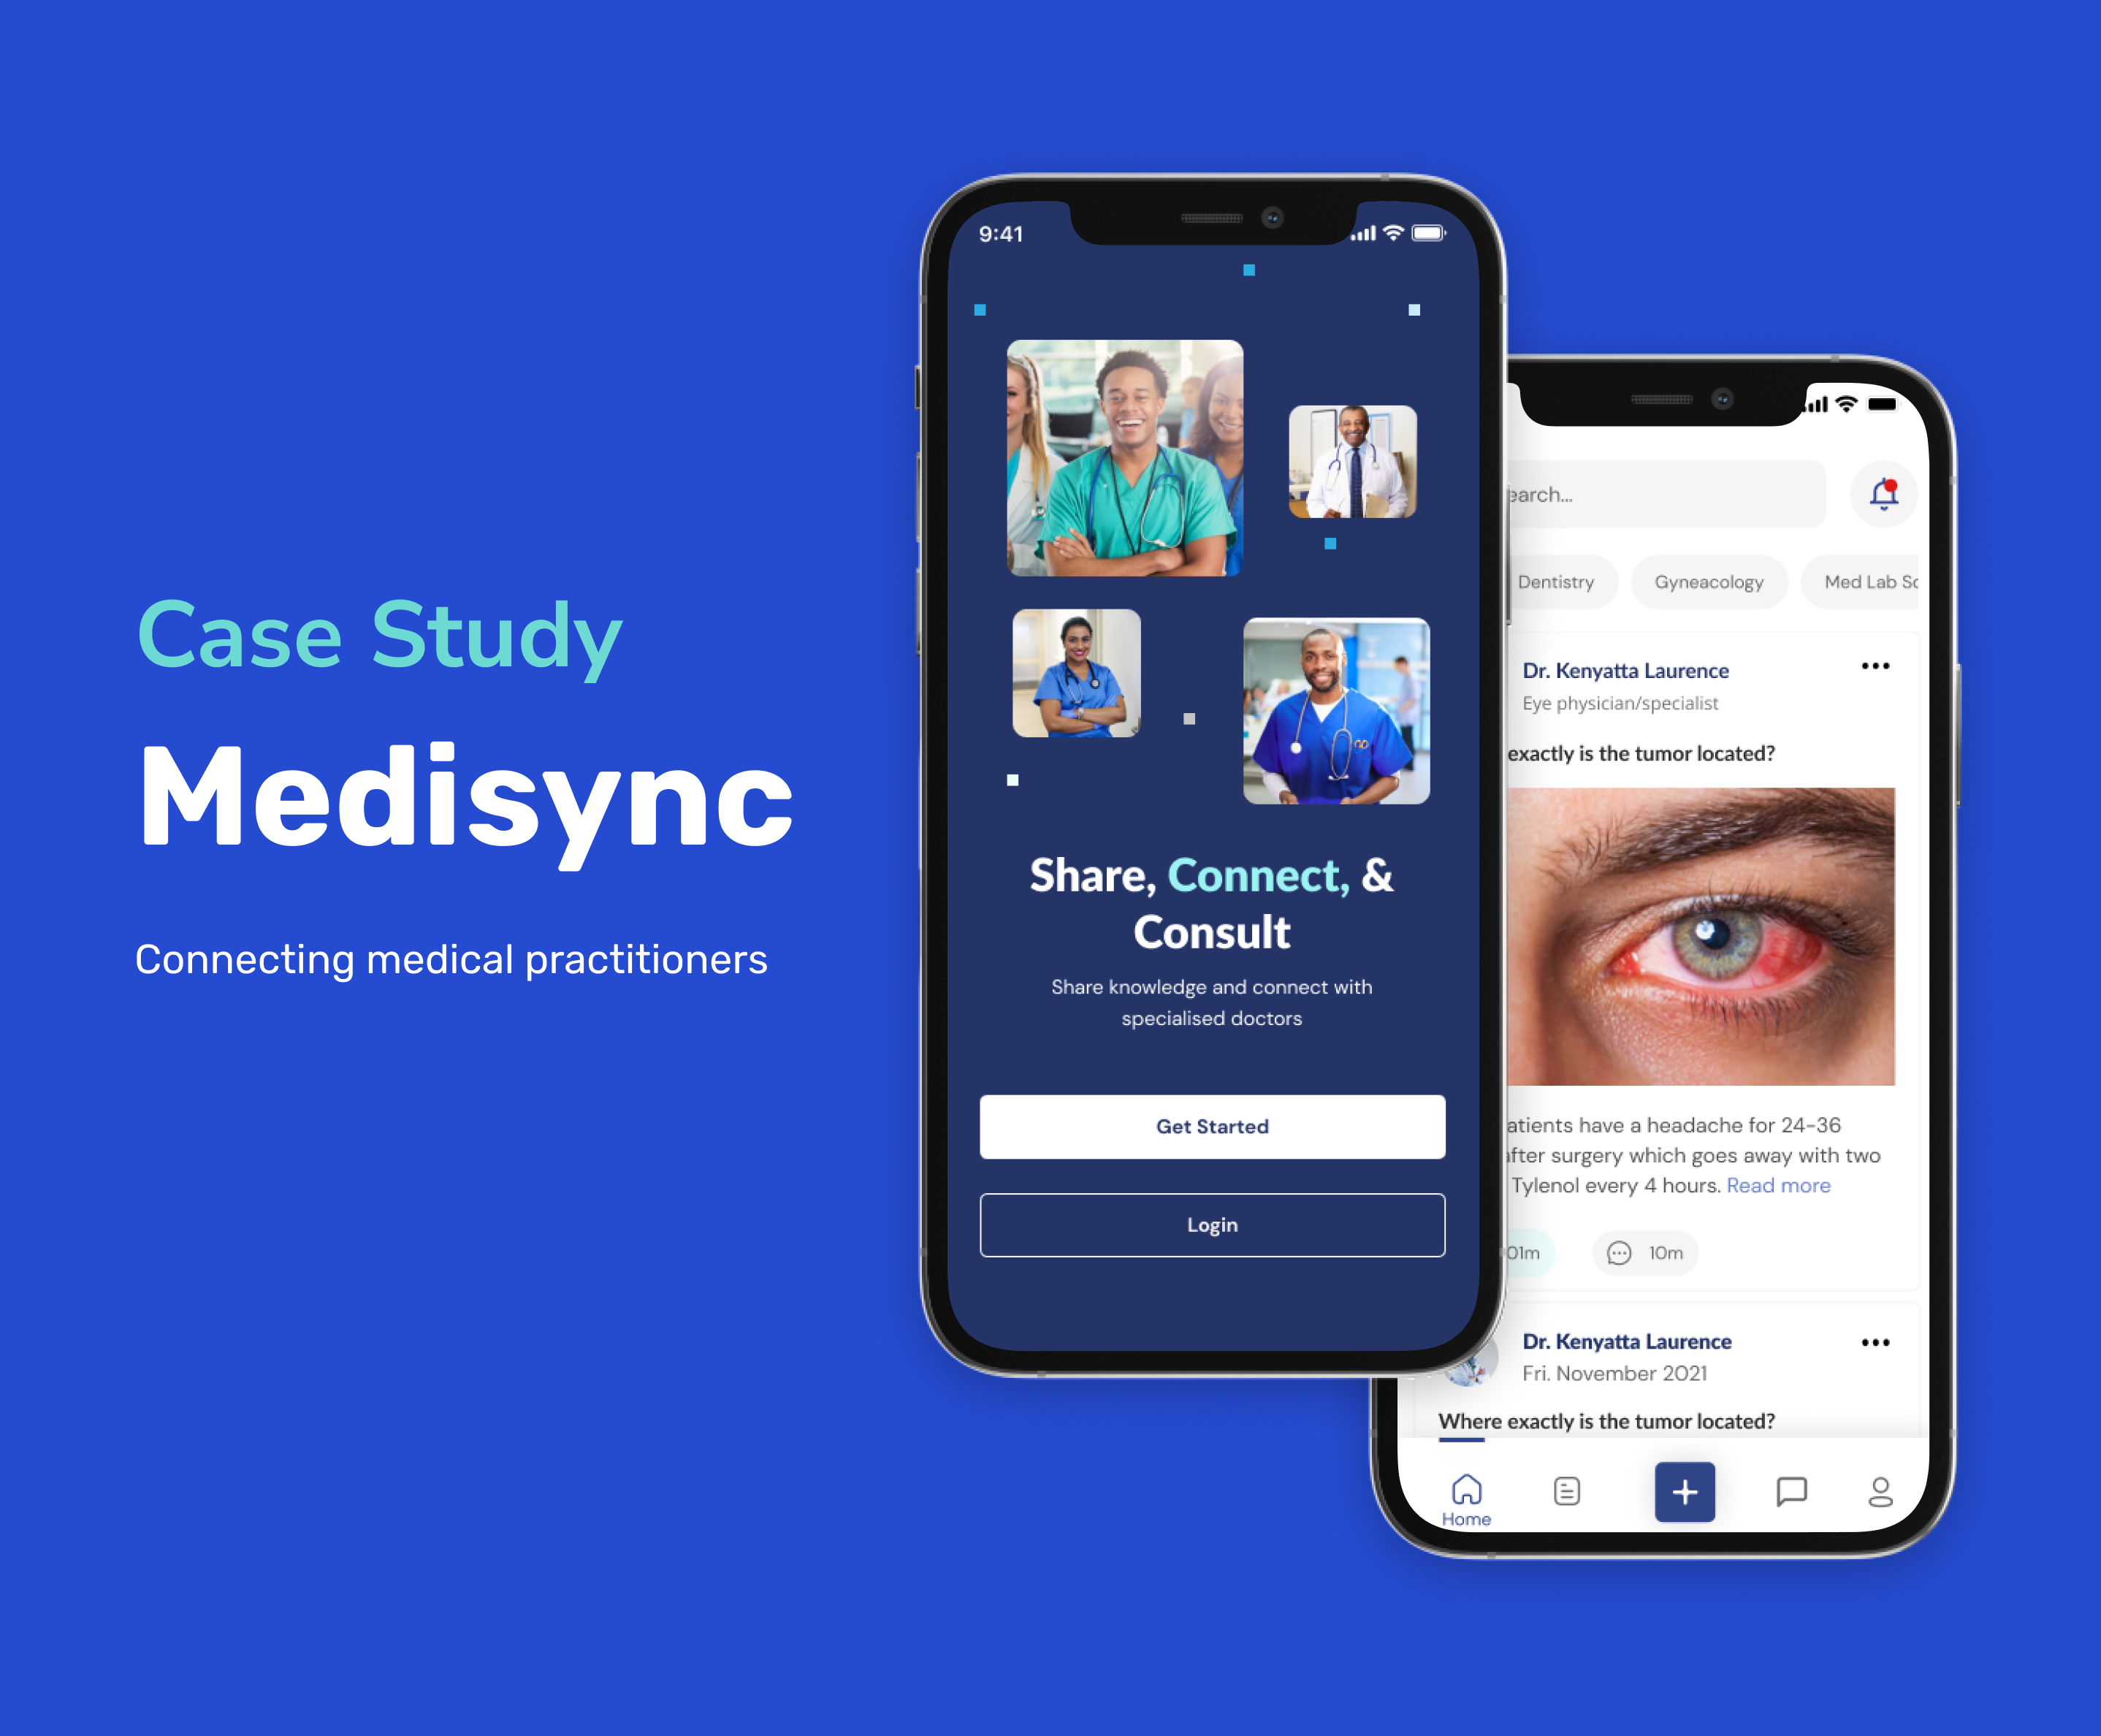 Case Study
Medisync
Connecting medical practitioners
9:41
Share, Connect, &
Consult
Share knowledge and connect with
specialised doctors
Get Started
Login
earch...
Dentistry
Gyneacology
Med Lab Sc
Dr. Kenyatta Laurence
Eye physician/specialist
exactly is the tumor located?
atients have a headache for 24-36
after surgery which goes away with two
Tylenol every 4 hours. Read more
01m
10m
Dr. Kenyatta Laurence
Fri. November 2021
Where exactly is the tumor located?
Home